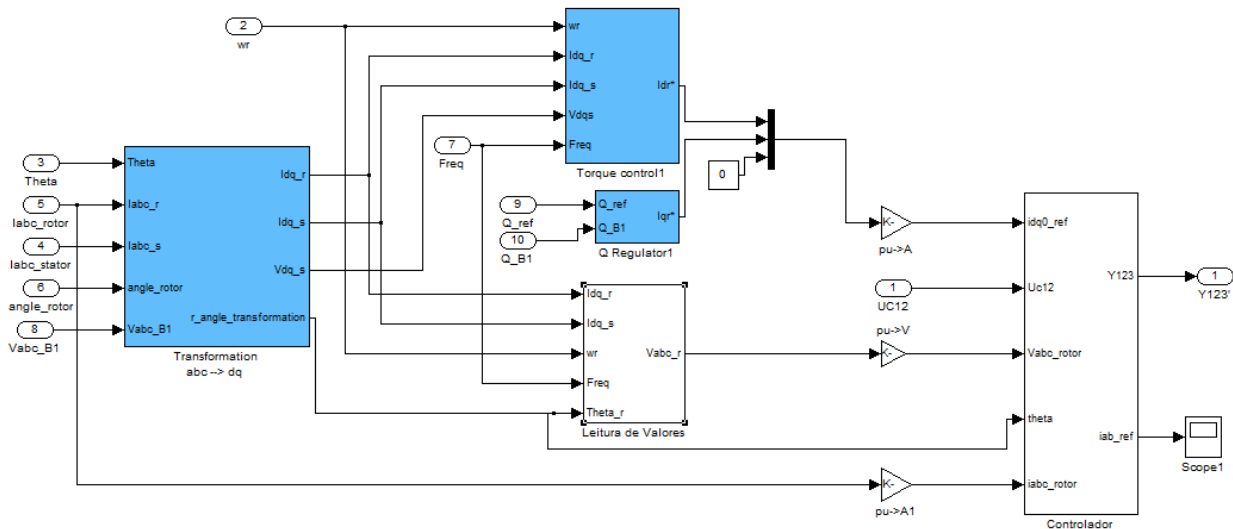 2
wr
wr
Idq_r
Idq_s
Vdqs
Freq
Idr*
Torque control1
7
Freq
0
3
Theta
5
Iabc_rotor
4
Iabc_stator
6
angle_rotor
8
Vabc_B1
Theta
Iabc_r
Iabc_s
angle_rotor
Vabo_B1
Idq_r
Idq_s
Vdq_s
r_angle_transformation
Transformation
abc --> dq
9
Q_ref
10
Q_B1
Q_ref
Q_B1
Iqr*
Q Regulator1
Idq_r
Idq_s
wr
Freq
Theta_r
Vabc_r
Leitura de Valores
K-
pu->A
1
UC12
pu->V
K-
K-
pu->A1
idq0_ref
Uc12
Vabc_rotor
theta
iabc_rotor
Y123
iab_ref
Controlador
1
Y123'
Scope1